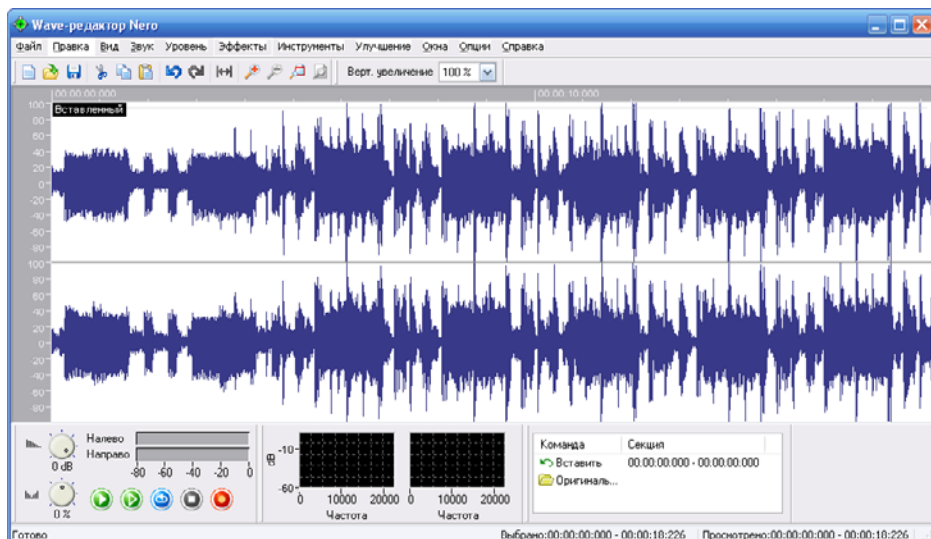 Wave-редактор Nero
Файл Правка Вид Звук Уровень Эффекты Инструменты Улучшение Окна Опции Справка
Верт. увеличение 100 %
00:00:00.000 00:00:10.000
Вставленный
100
80
60
40
20
0
-20
-40
-60
-80
100
80
60
40
20
0
-20
-40
-60
-80
Налево
Направо
0 dB
-80 -60 -40 -20 0
0 %
дБ
-10
-60
0 10000 20000 0 10000 20000
Частота Частота
Команда Секция
Вставить 00:00:00.000 - 00:00:00.000
Оригиналь...
Готово Выбрано:00:00:00:000 - 00:00:18:226 Просмотрено:00:00:00:000 - 00:00:18:226